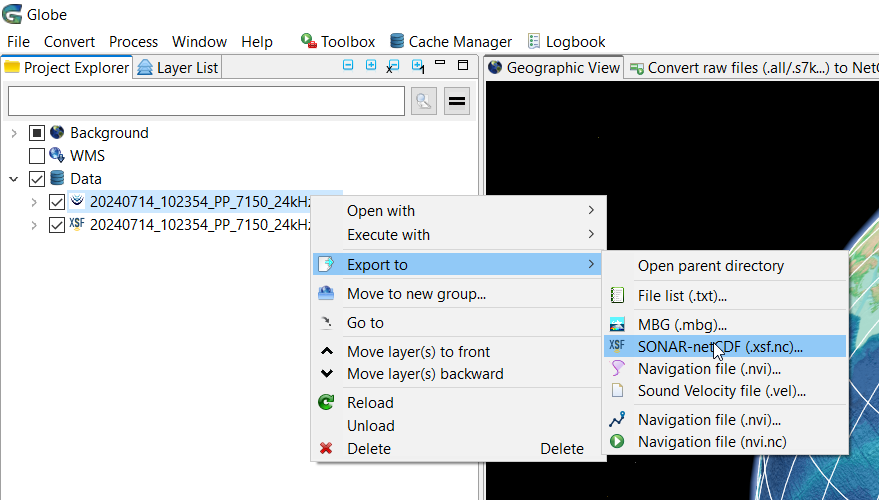 Globe
File Convert Process Window Help Toolbox Cache Manager Logbook
Project Explorer Layer List
Geographic View Convert raw files (.all/.s7k...) to Net
Background
WMS
Data
20240714_102354_PP_7150_24kHz
XSF 20240714_102354_PP_7150_24kHz
Open with
Execute with
Export to
Move to new group...
Go to
Move layer(s) to front
Move layer(s) backward
Reload
Unload
Delete Delete
Open parent directory
File list (.txt)...
MBG (.mbg)...
XSF SONAR-netCDF (.xsf.nc)...
Navigation file (.nvi)...
Sound Velocity file (.vel)...
Navigation file (.nvi)...
Navigation file (nvi.nc)